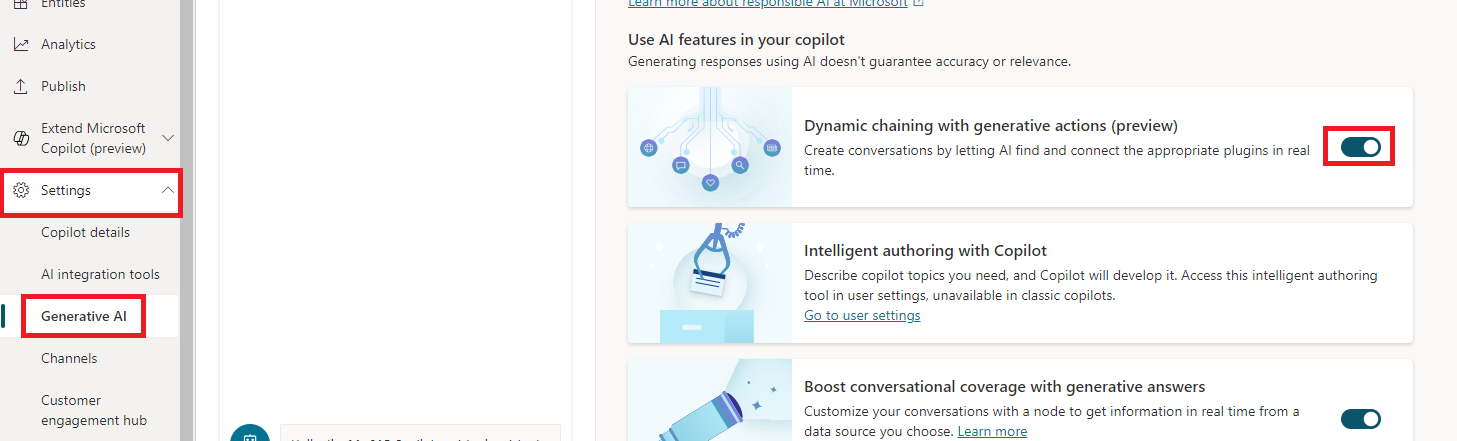 Entities
Analytics
Publish
Extend Microsoft
Copilot (preview)
Settings
Copilot details
AI integration tools
Generative AI
Channels
Customer
engagement hub
Learn more about responsible AI at Microsoft
Use AI features in your copilot
Generating responses using AI doesn't guarantee accuracy or relevance.
Dynamic chaining with generative actions (preview)
Create conversations by letting AI find and connect the appropriate plugins in real
time.
Intelligent authoring with Copilot
Describe copilot topics you need, and Copilot will develop it. Access this intelligent authoring
tool in user settings, unavailable in classic copilots.
Go to user settings
Boost conversational coverage with generative answers
Customize your conversations with a node to get information in real time from a
data source you choose. Learn more